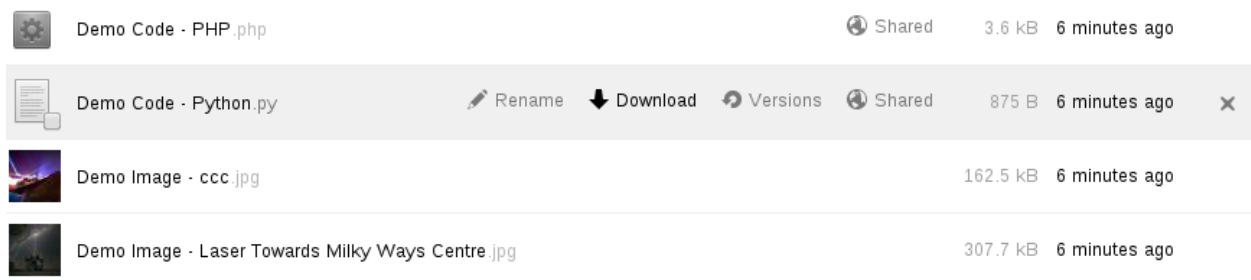 Demo Code - PHP.php Shared 3.6 kB 6 minutes ago
Demo Code - Python.py Rename Download Versions Shared 875 B 6 minutes ago
Demo Image - ccc.jpg 162.5 kB 6 minutes ago
Demo Image - Laser Towards Milky Ways Centre.jpg 307.7 kB 6 minutes ago